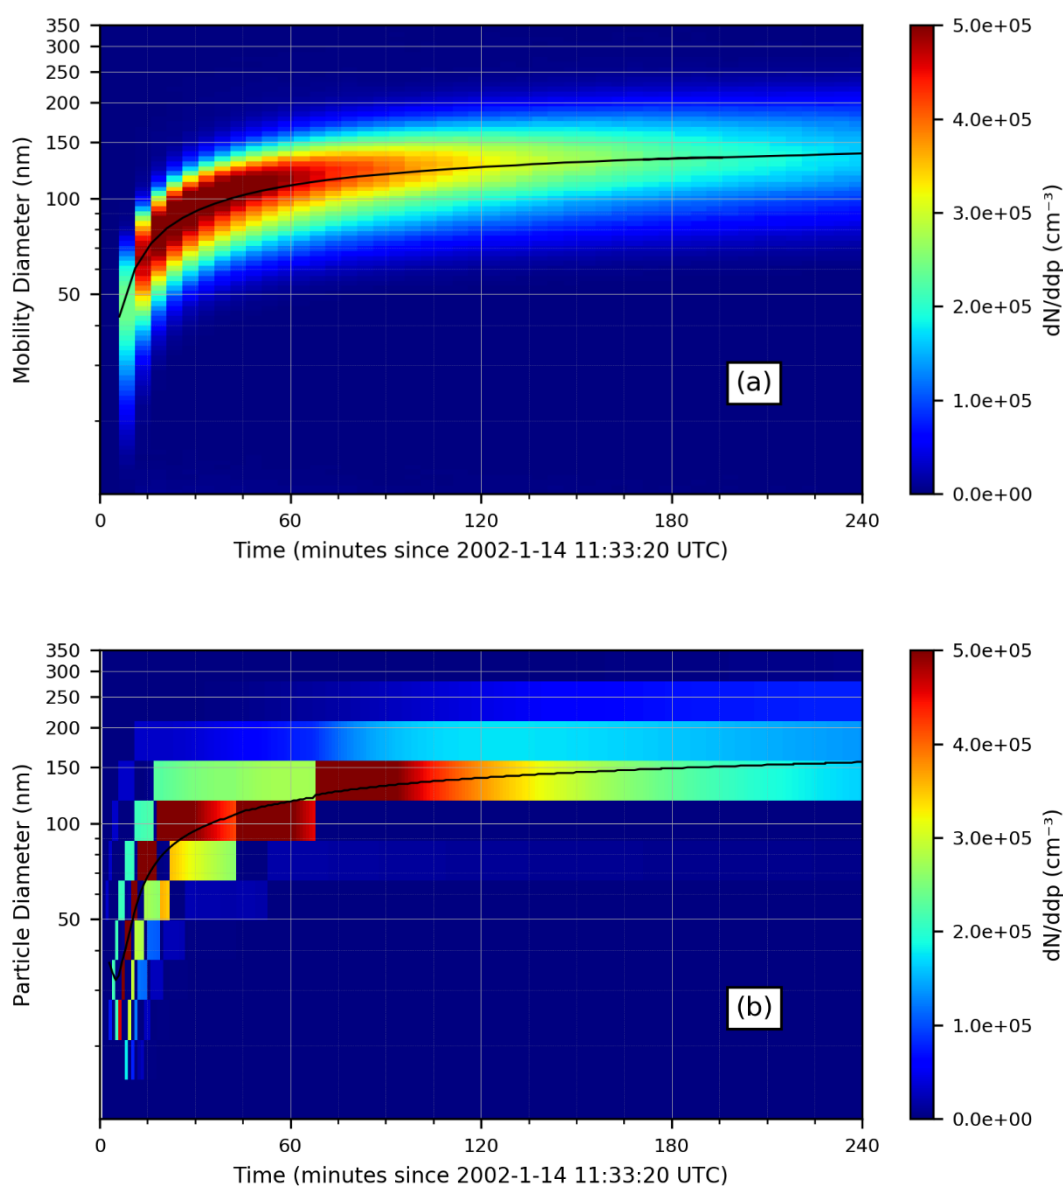 350
300
250
200
150
100
50
Mobility Diameter (nm)
(a)
0
60
120
180
240
Time (minutes since 2002-1-14 11:33:20 UTC)
5.0e+05
4.0e+05
3.0e+05
2.0e+05
1.0e+05
0.0e+00
dN/ddp (cm⁻³)
350
300
250
200
150
100
50
Particle Diameter (nm)
(b)
0
60
120
180
240
Time (minutes since 2002-1-14 11:33:20 UTC)
5.0e+05
4.0e+05
3.0e+05
2.0e+05
1.0e+05
0.0e+00
dN/ddp (cm⁻³)